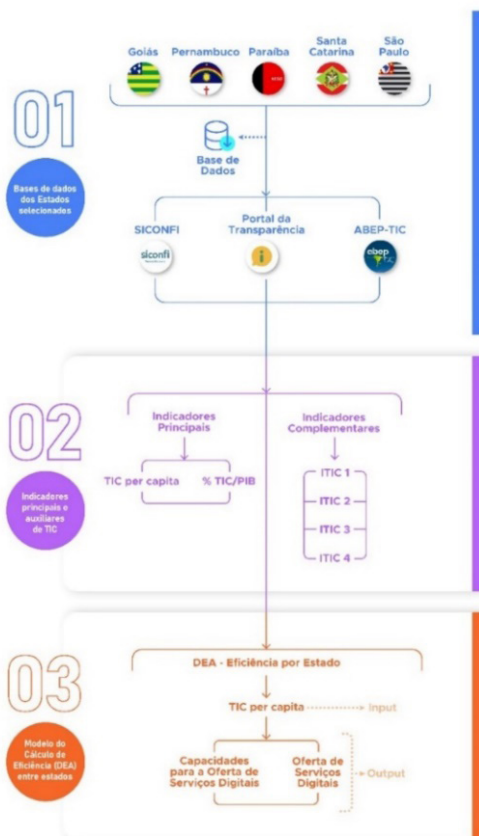 Goiás
Pernambuco
Paraíba
Santa
Catarina
São
Paulo
01
Bases de dados
dos Estados
selecionados
Base de
Dados
SICONFI
siconfi
Portal da
Transparência
i
ABEP-TIC
abep
02
Indicadores
principais e
auxiliares
de TIC
Indicadores
Principais
TIC per capita
% TIC/PIB
Indicadores
Complementares
ITIC 1
ITIC 2
ITIC 3
ITIC 4
03
Modelo do
Cálculo de
Eficiência (DEA)
entre estados
DEA - Eficiência por Estado
TIC per capita
Input
Capacidades
para a Oferta de
Serviços Digitais
Oferta de
Serviços
Digitais
Output